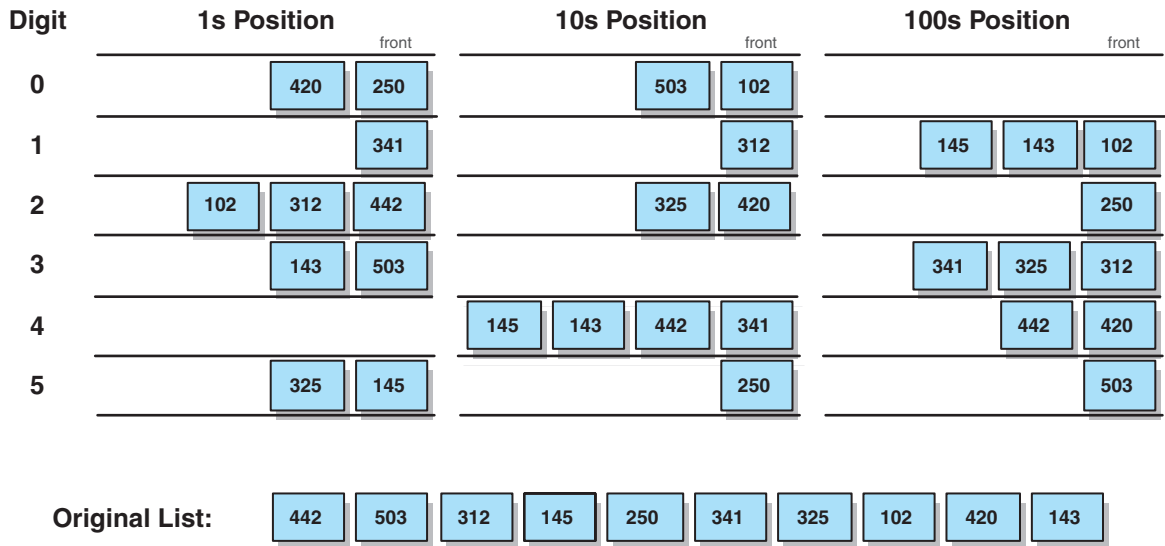 Digit 1s Position 10s Position 100s Position
front front front
0 420 250 503 102
1 341 312 145 143 102
2 102 312 442 325 420 250
3 143 503 341 325 312
4 145 143 442 341 442 420
5 325 145 250 503
Original List: 442 503 312 145 250 341 325 102 420 143